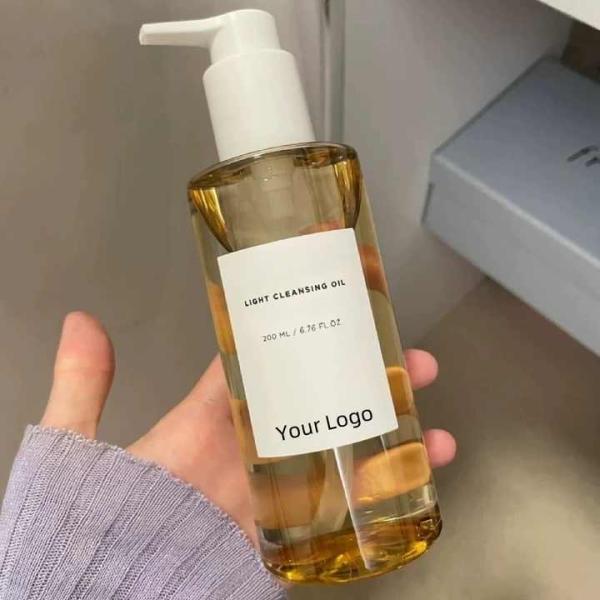 LIGHT CLEANSING OIL
200 ML / 6.76 FL.OZ
Your Logo